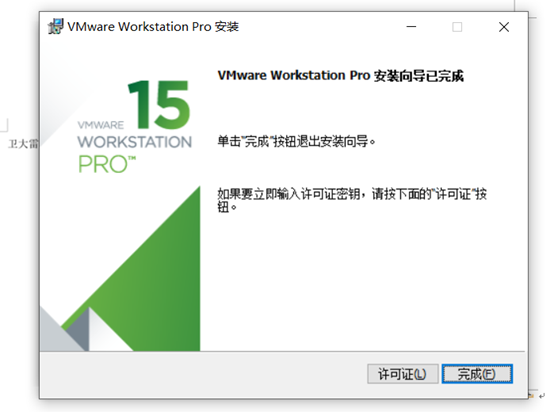 VMware Workstation Pro 安装
VMware Workstation Pro 安装向导已完成
15
VMWARE
WORKSTATION
PRO™
单击"完成"按钮退出安装向导。
如果要立即输入许可证密钥，请按下面的"许可证"按
钮。
卫大雷
许可证(L)
完成(F)